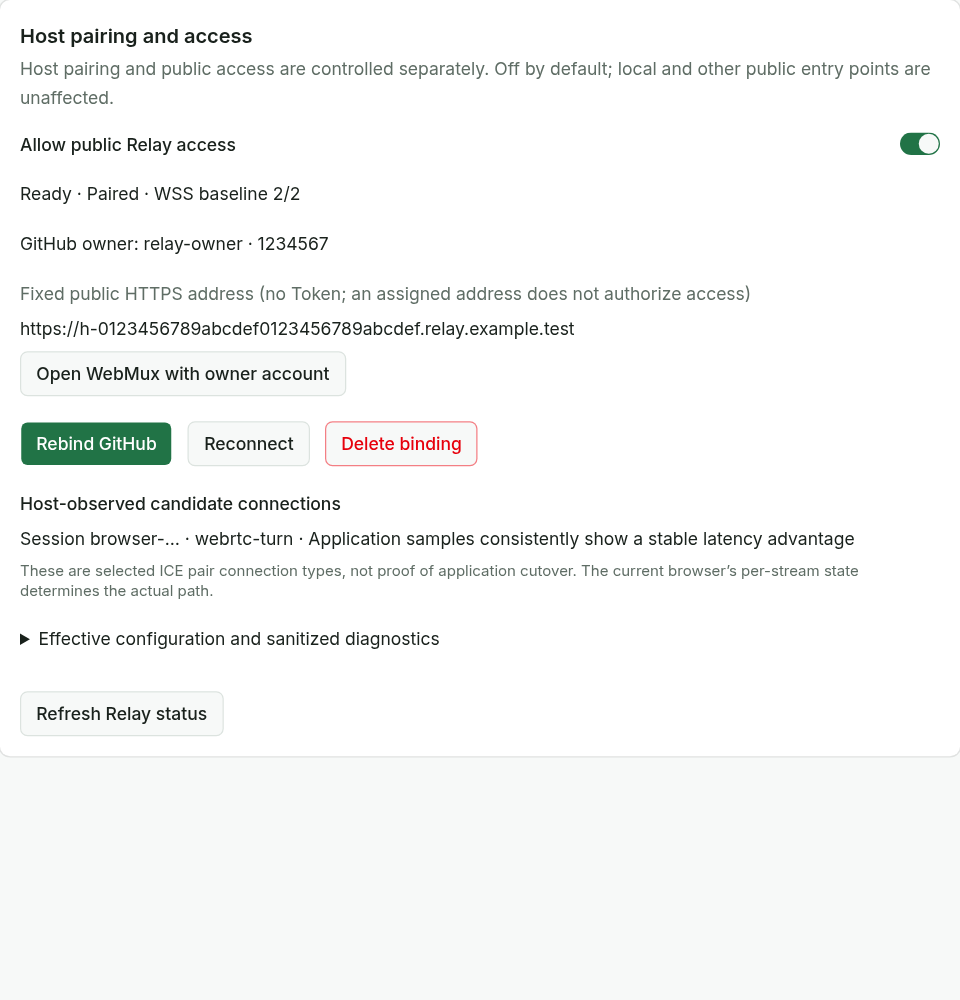 Host pairing and access
Host pairing and public access are controlled separately. Off by default; local and other public entry points are
unaffected.
Allow public Relay access
Ready · Paired · WSS baseline 2/2
GitHub owner: relay-owner · 1234567
Fixed public HTTPS address (no Token; an assigned address does not authorize access)
https://h-0123456789abcdef0123456789abcdef.relay.example.test
Open WebMux with owner account
Rebind GitHub
Reconnect
Delete binding
Host-observed candidate connections
Session browser-… · webrtc-turn · Application samples consistently show a stable latency advantage
These are selected ICE pair connection types, not proof of application cutover. The current browser’s per-stream state
determines the actual path.
Effective configuration and sanitized diagnostics
Refresh Relay status